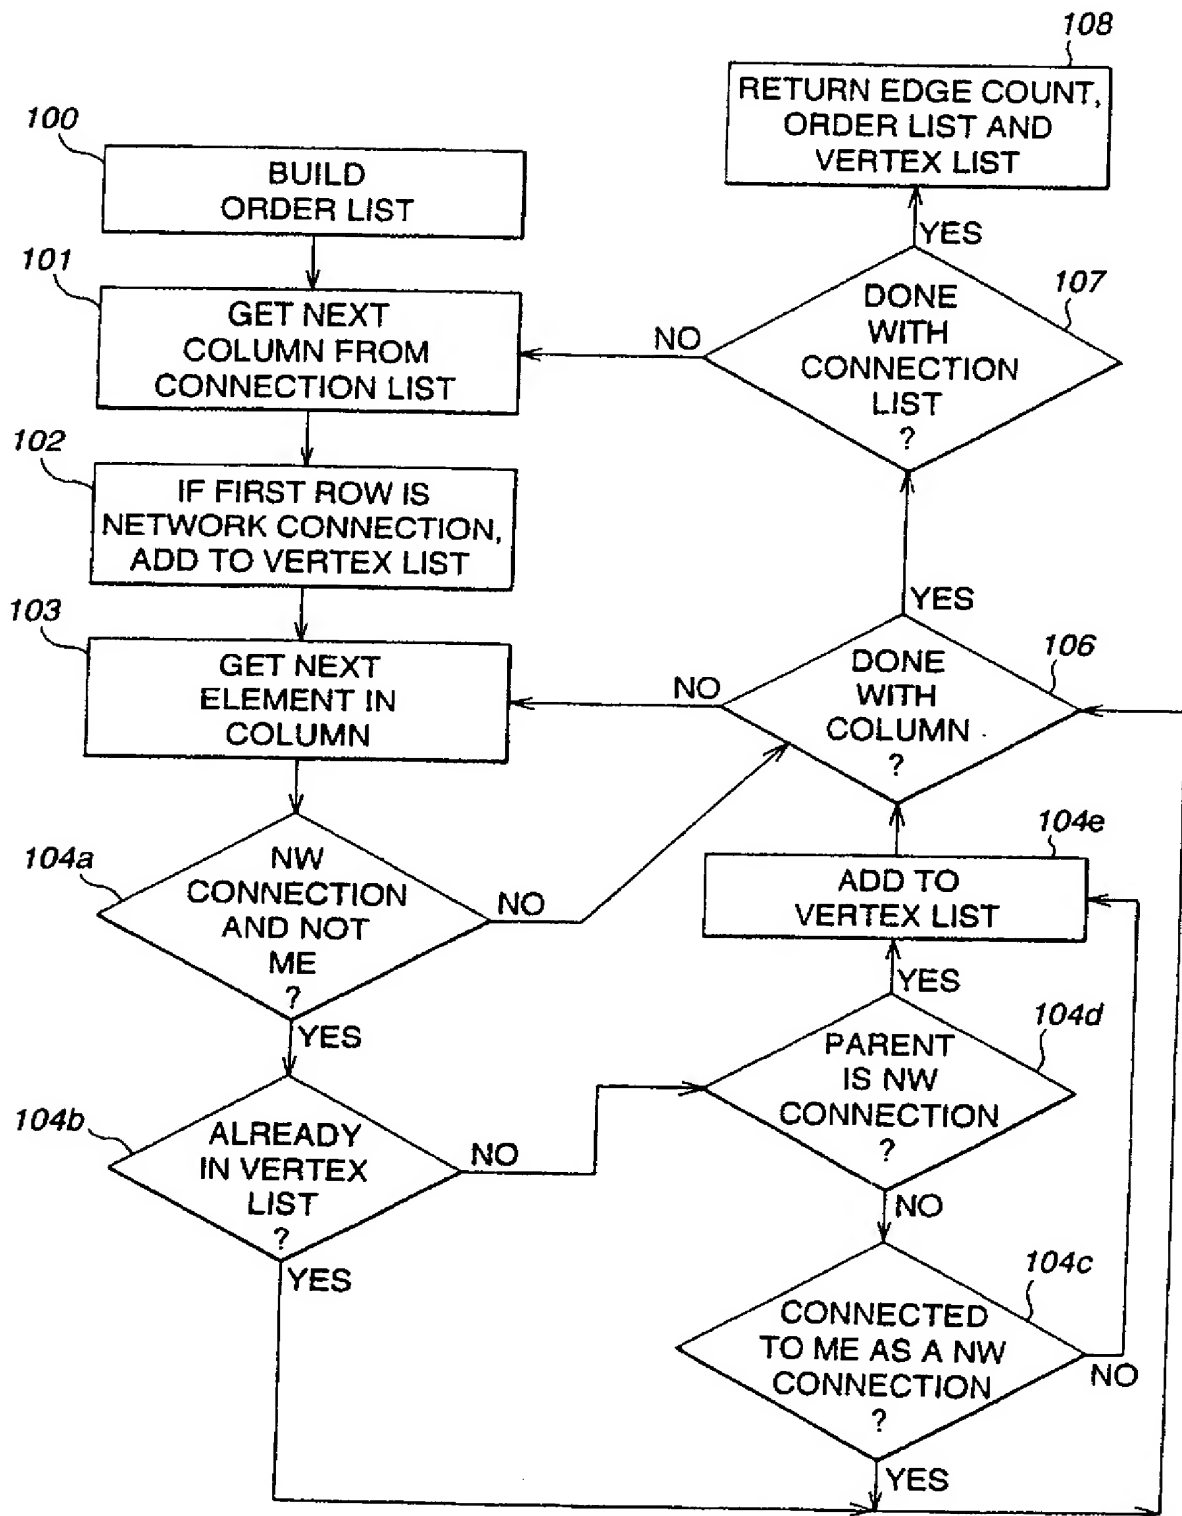 108
RETURN EDGE COUNT,
ORDER LIST AND
VERTEX LIST
100
BUILD
ORDER LIST
YES
101
GET NEXT
COLUMN FROM
CONNECTION LIST
NO
107
DONE
WITH
CONNECTION
LIST
?
102
IF FIRST ROW IS
NETWORK CONNECTION,
ADD TO VERTEX LIST
YES
103
GET NEXT
ELEMENT IN
COLUMN
NO
106
DONE
WITH
COLUMN
?
104a
NW
CONNECTION
AND NOT
ME
?
NO
YES
104e
ADD TO
VERTEX LIST
YES
104b
ALREADY
IN VERTEX
LIST
?
NO
YES
104d
PARENT
IS NW
CONNECTION
?
NO
104c
CONNECTED
TO ME AS A NW
CONNECTION
?
NO
YES